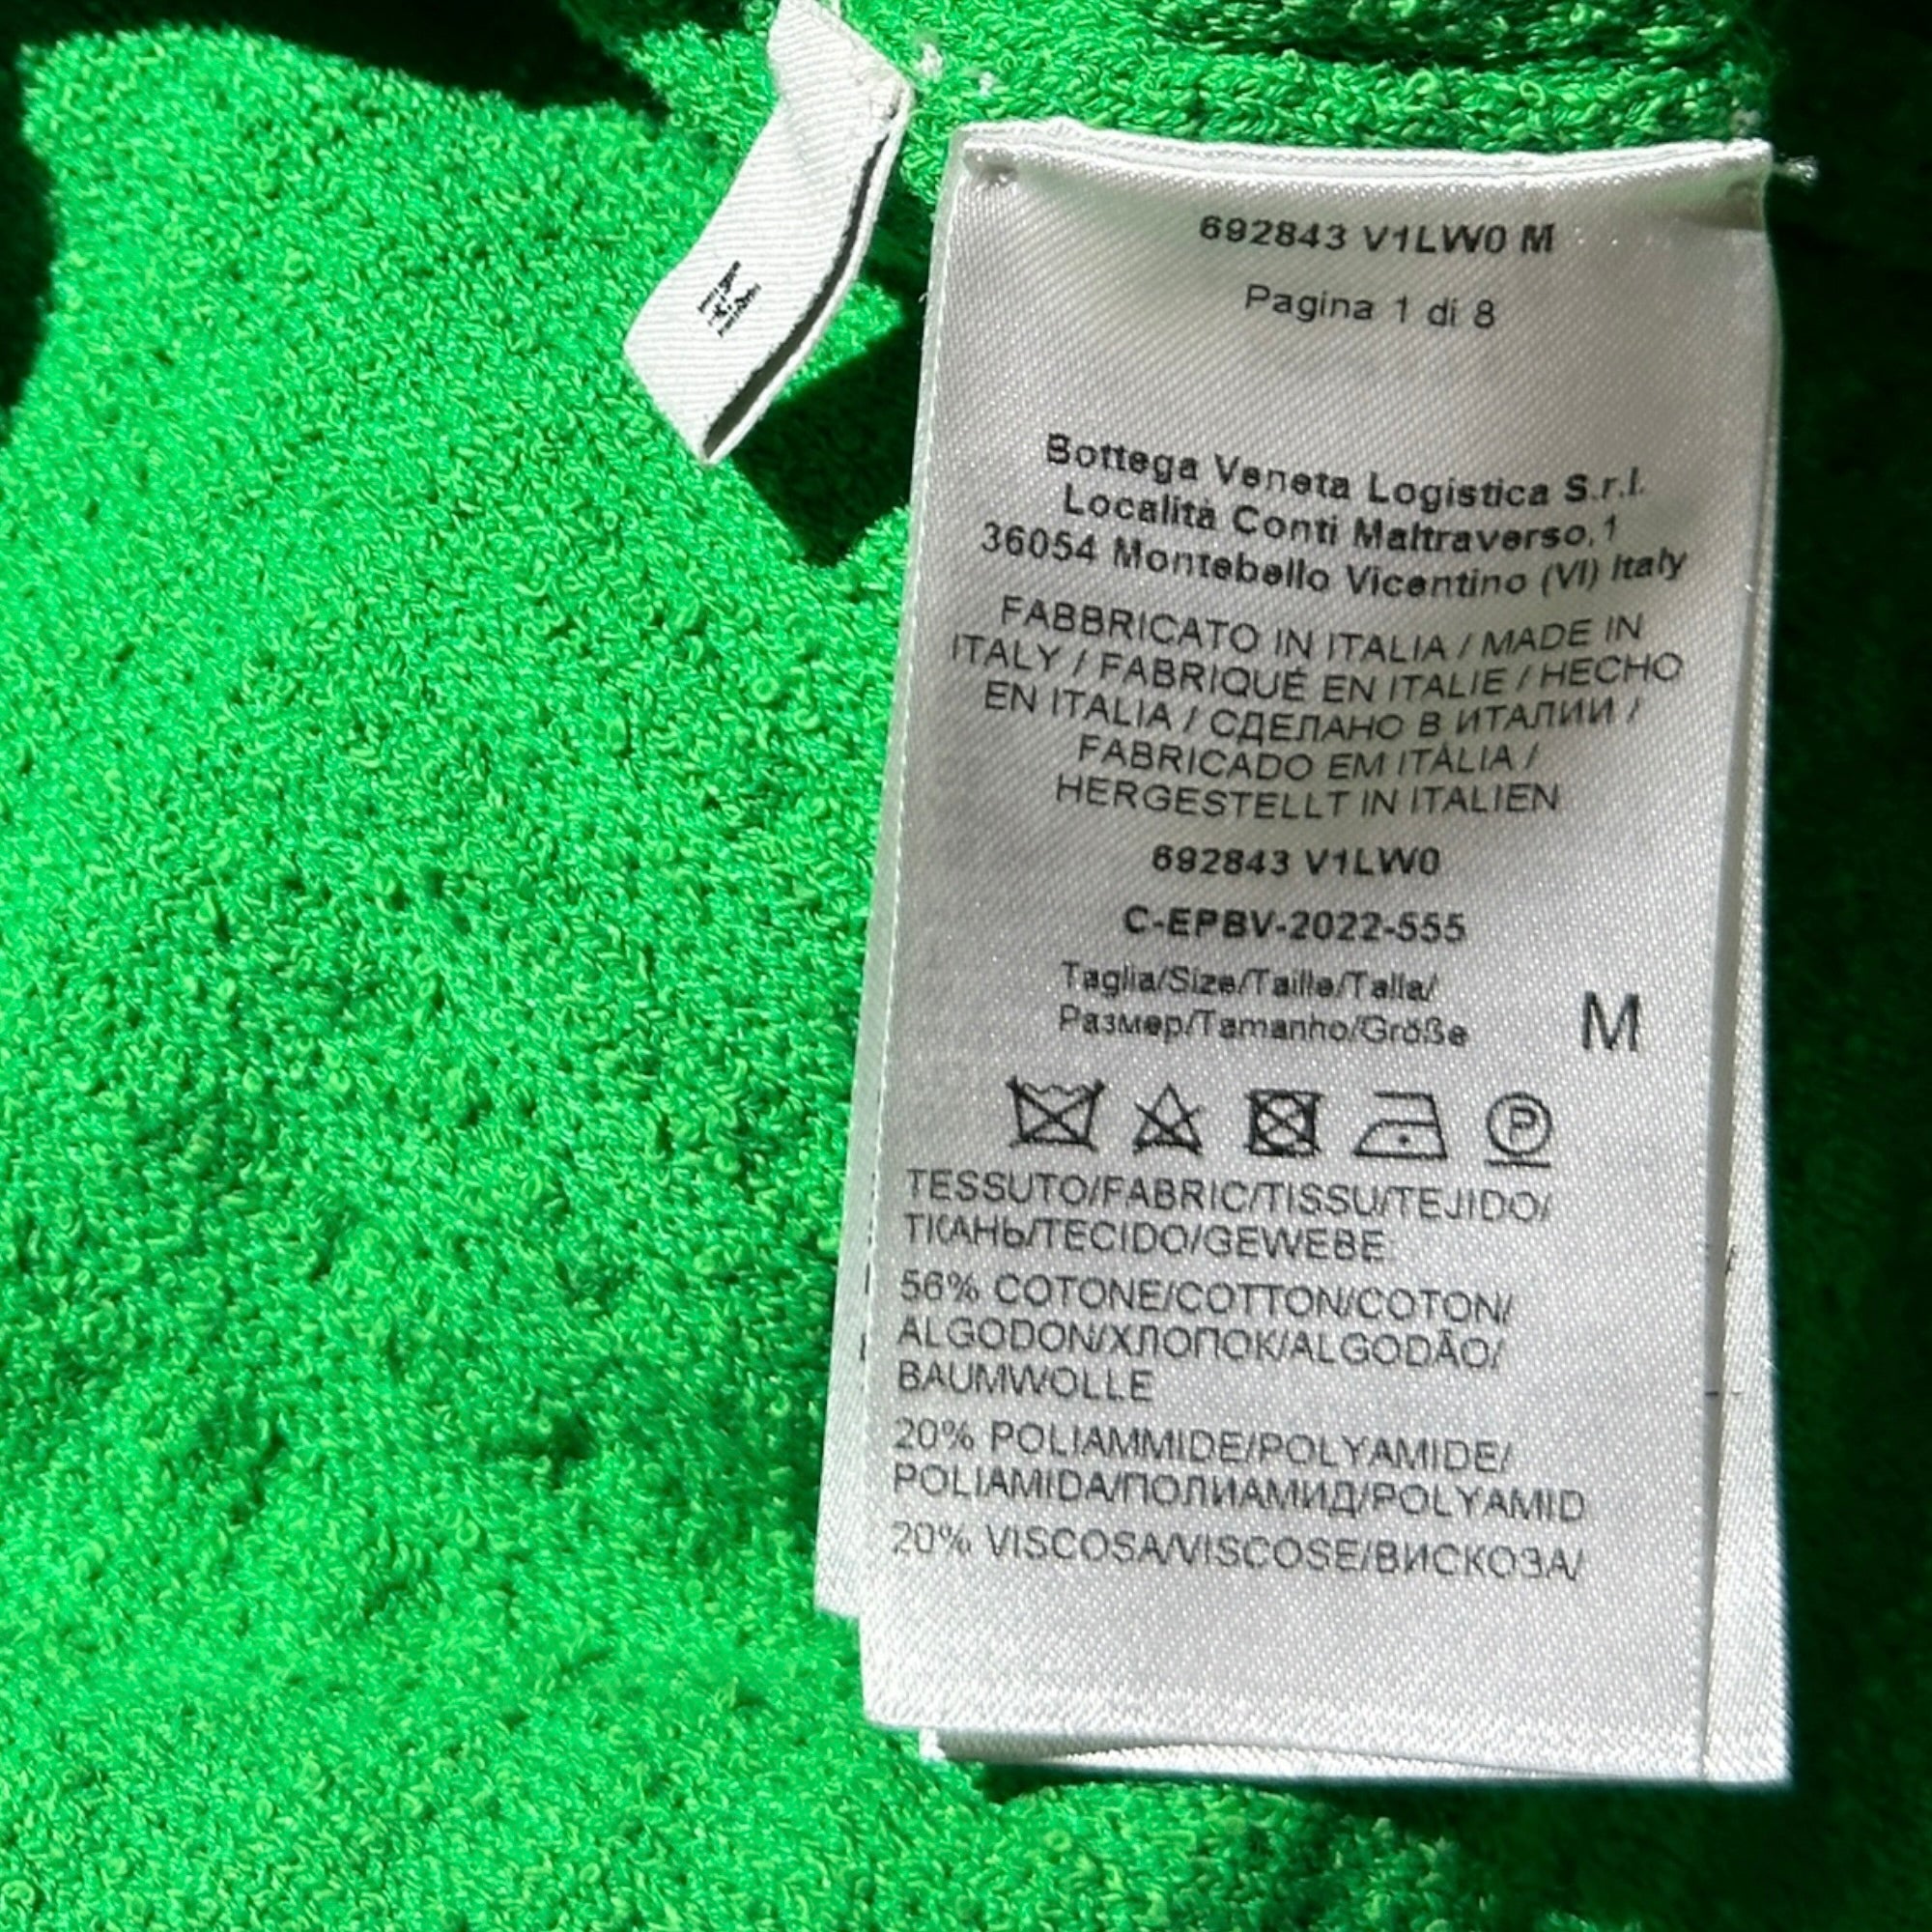 M
692843 V1LW0 M
Pagina 1 di 8
Bottega Veneta Logistica S.r.l.
Località Conti Maltraverso,1
36054 Montebello Vicentino (VI) Italy
FABBRICATO IN ITALIA / MADE IN
ITALY / FABRIQUÉ EN ITALIE / HECHO
EN ITALIA / СДЕЛАНО В ИТАЛИИ /
FABRICADO EM ITÁLIA /
HERGESTELLT IN ITALIEN
692843 V1LW0
C-EPBV-2022-555
Taglia/Size/Taille/Talla/
Размер/Tamanho/Größe
M
P
TESSUTO/FABRIC/TISSU/TEJIDO/
ТКАНЬ/TECIDO/GEWEBE:
56% COTONE/COTTON/COTON/
ALGODON/ХЛОПОК/ALGODÃO/
BAUMWOLLE
20% POLIAMMIDE/POLYAMIDE/
POLIAMIDA/ПОЛИАМИД/POLYAMID
20% VISCOSA/VISCOSE/ВИСКОЗА/